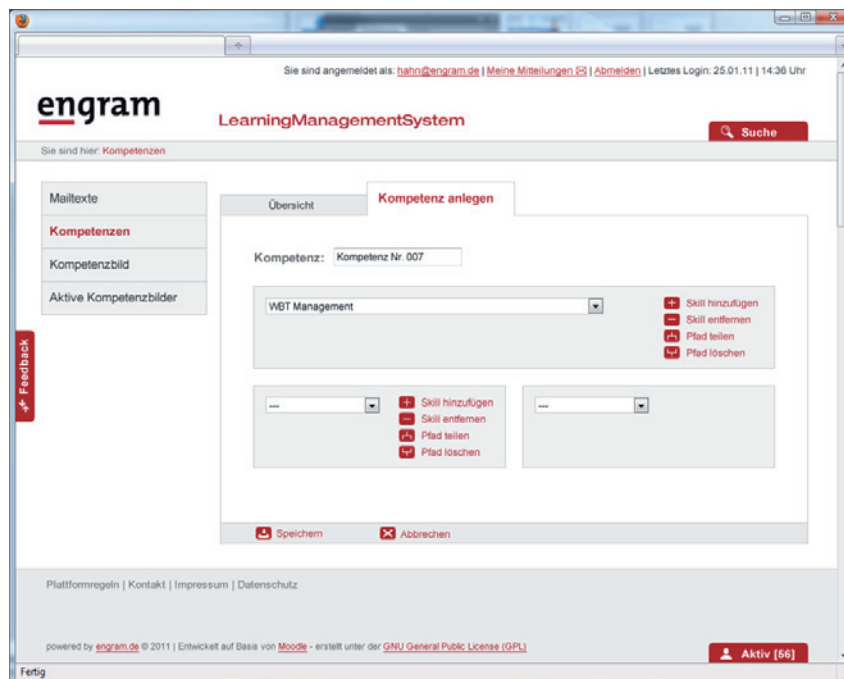 Sie sind angemeldet als: hahn@engram.de | Meine Mitteilungen | Abmelden | Letztes Login: 25.01.11 | 14:36 Uhr
engram
LearningManagementSystem
Suche
Sie sind hier: Kompetenzen
Mailtexte
Kompetenzen
Kompetenzbild
Aktive Kompetenzbilder
Übersicht
Kompetenz anlegen
Kompetenz: Kompetenz Nr. 007
WBT Management
Skill hinzufügen
Skill entfernen
Pfad teilen
Pfad löschen
Feedback
---
Skill hinzufügen
Skill entfernen
Pfad teilen
Pfad löschen
---
Speichern
Abbrechen
Plattformregeln | Kontakt | Impressum | Datenschutz
powered by engram.de © 2011 | Entwickelt auf Basis von Moodle - erstellt unter der GNU General Public License (GPL)
Aktiv [56]
Fertig